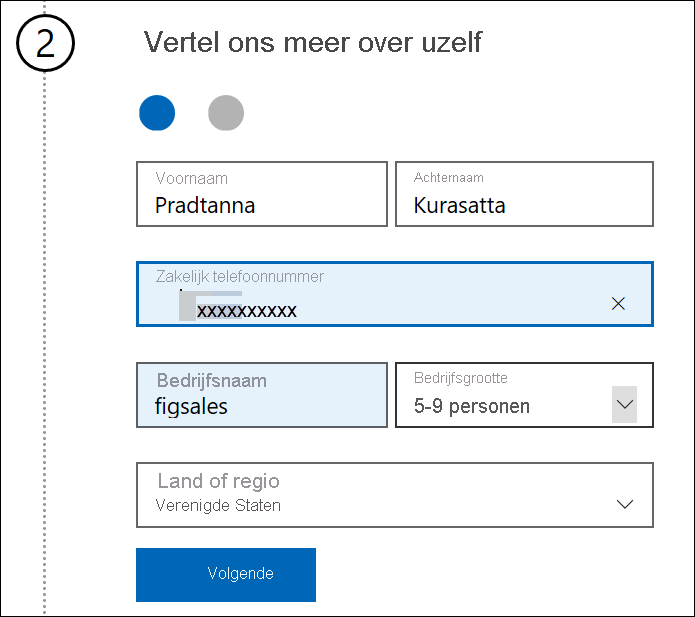 2
Vertel ons meer over uzelf
Voornaam
Pradtanna
Achternaam
Kurasatta
Zakelijk telefoonnummer
xxxxxxxxxx
Bedrijfsnaam
figsales
Bedrijfsgrootte
5-9 personen
Land of regio
Verenigde Staten
Volgende